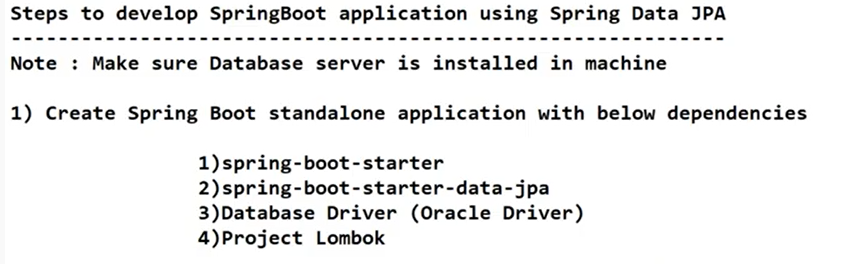 Steps to develop SpringBoot application using Spring Data JPA
-------------------------------------------------------------
Note : Make sure Database server is installed in machine
1) Create Spring Boot standalone application with below dependencies
1)spring-boot-starter
2)spring-boot-starter-data-jpa
3)Database Driver (Oracle Driver)
4)Project Lombok